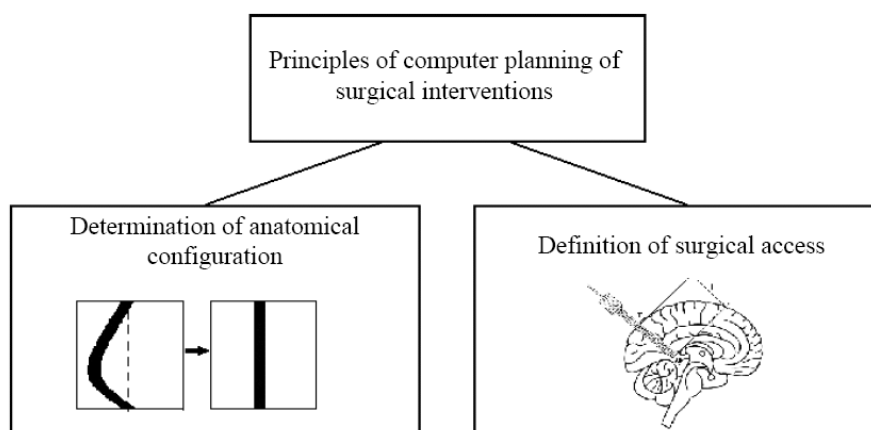 Principles of computer planning of
surgical interventions
Determination of anatomical
configuration
Definition of surgical access